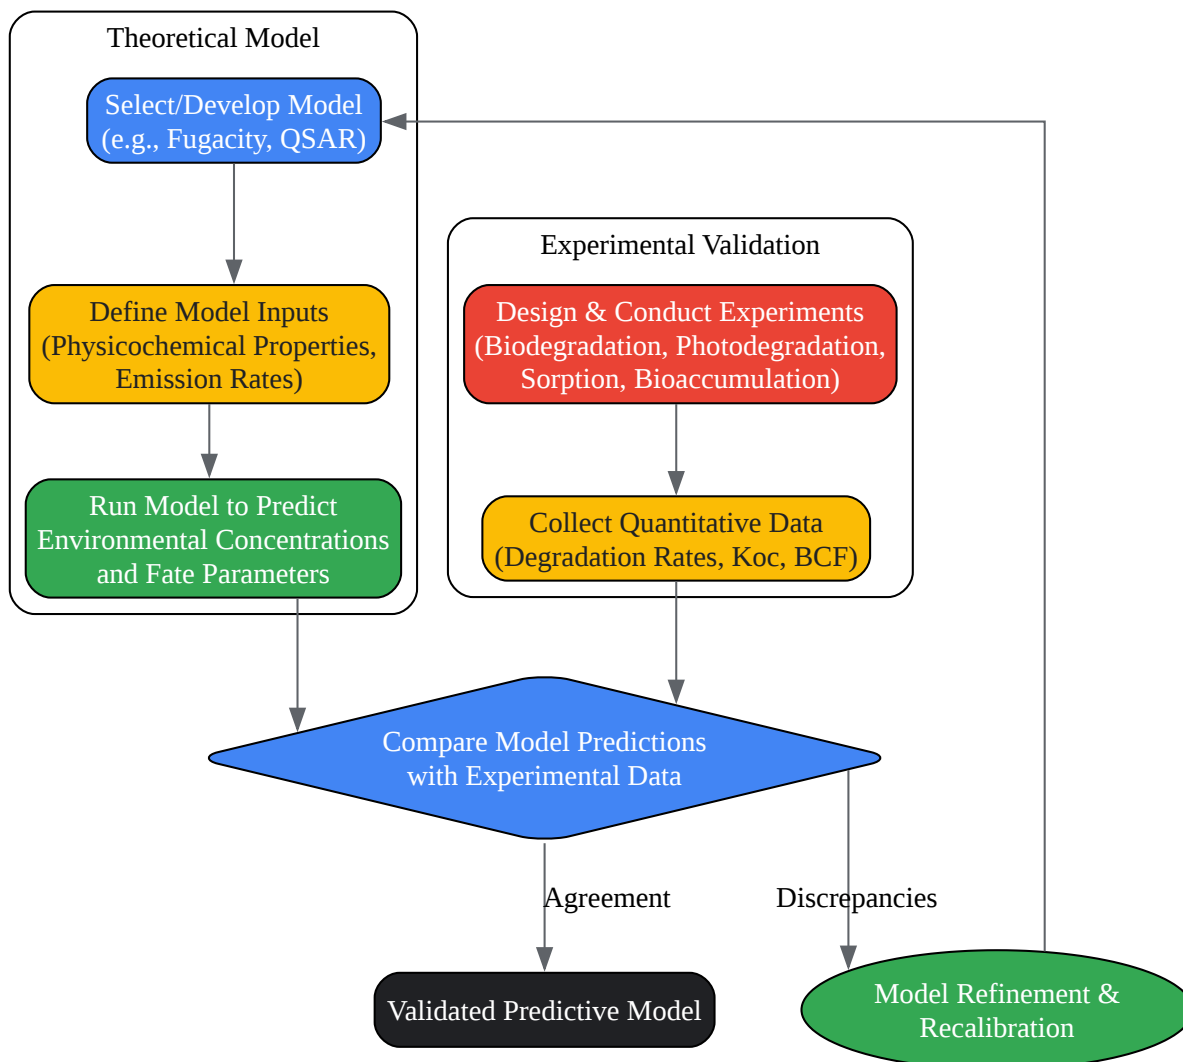 Theoretical Model
Select/Develop Model
(e.g., Fugacity, QSAR)
Define Model Inputs
(Physicochemical Properties,
Emission Rates)
Run Model to Predict
Environmental Concentrations
and Fate Parameters
Experimental Validation
Design & Conduct Experiments
(Biodegradation, Photodegradation,
Sorption, Bioaccumulation)
Collect Quantitative Data
(Degradation Rates, Koc, BCF)
Compare Model Predictions
with Experimental Data
Agreement
Discrepancies
Validated Predictive Model
Model Refinement &
Recalibration